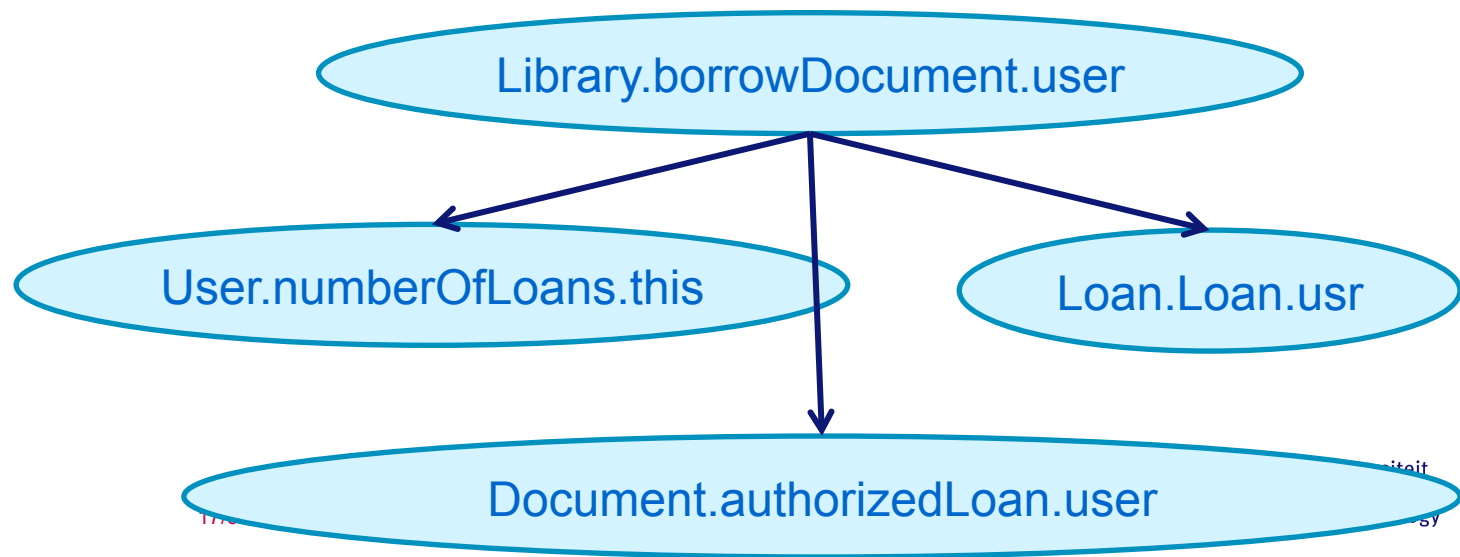 Library.borrowDocument.user
User.numberOfLoans.this
Loan.Loan.usr
Document.authorizedLoan.user